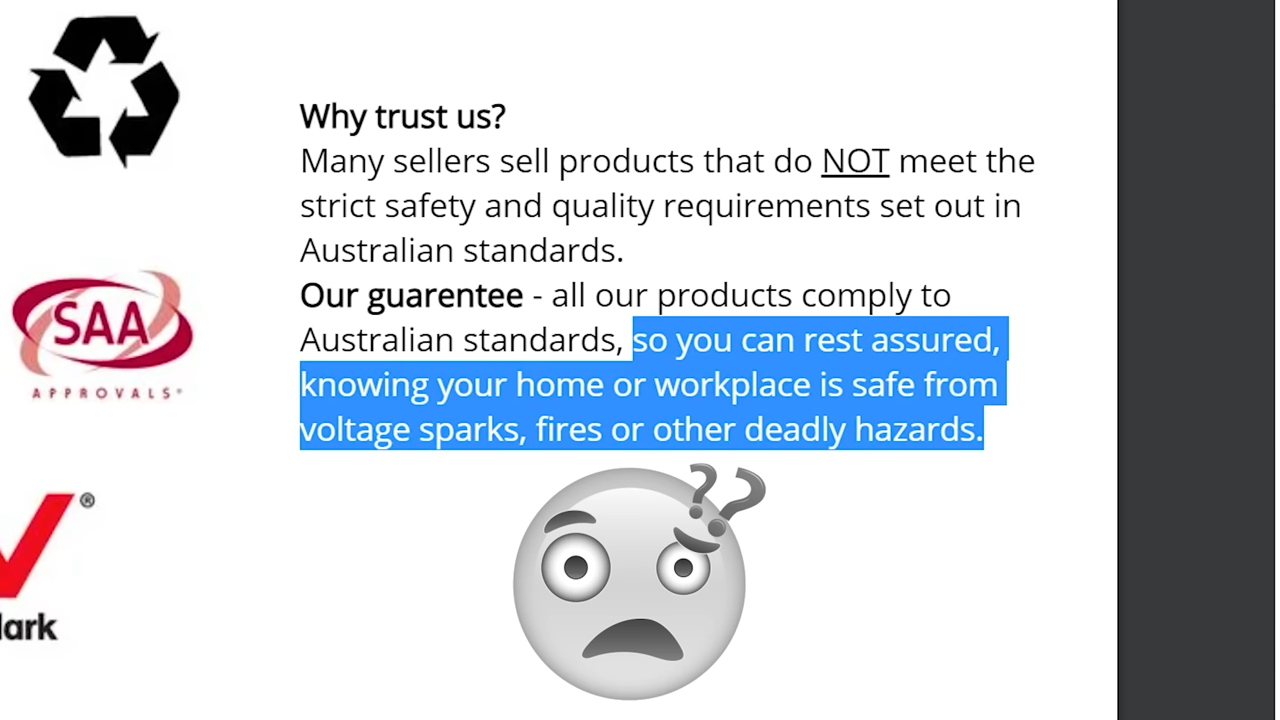 Why trust us?
Many sellers sell products that do NOT meet the
strict safety and quality requirements set out in
Australian standards.
Our guarentee - all our products comply to
Australian standards, so you can rest assured,
knowing your home or workplace is safe from
voltage sparks, fires or other deadly hazards.
SAA
APPROVALS®
®
??